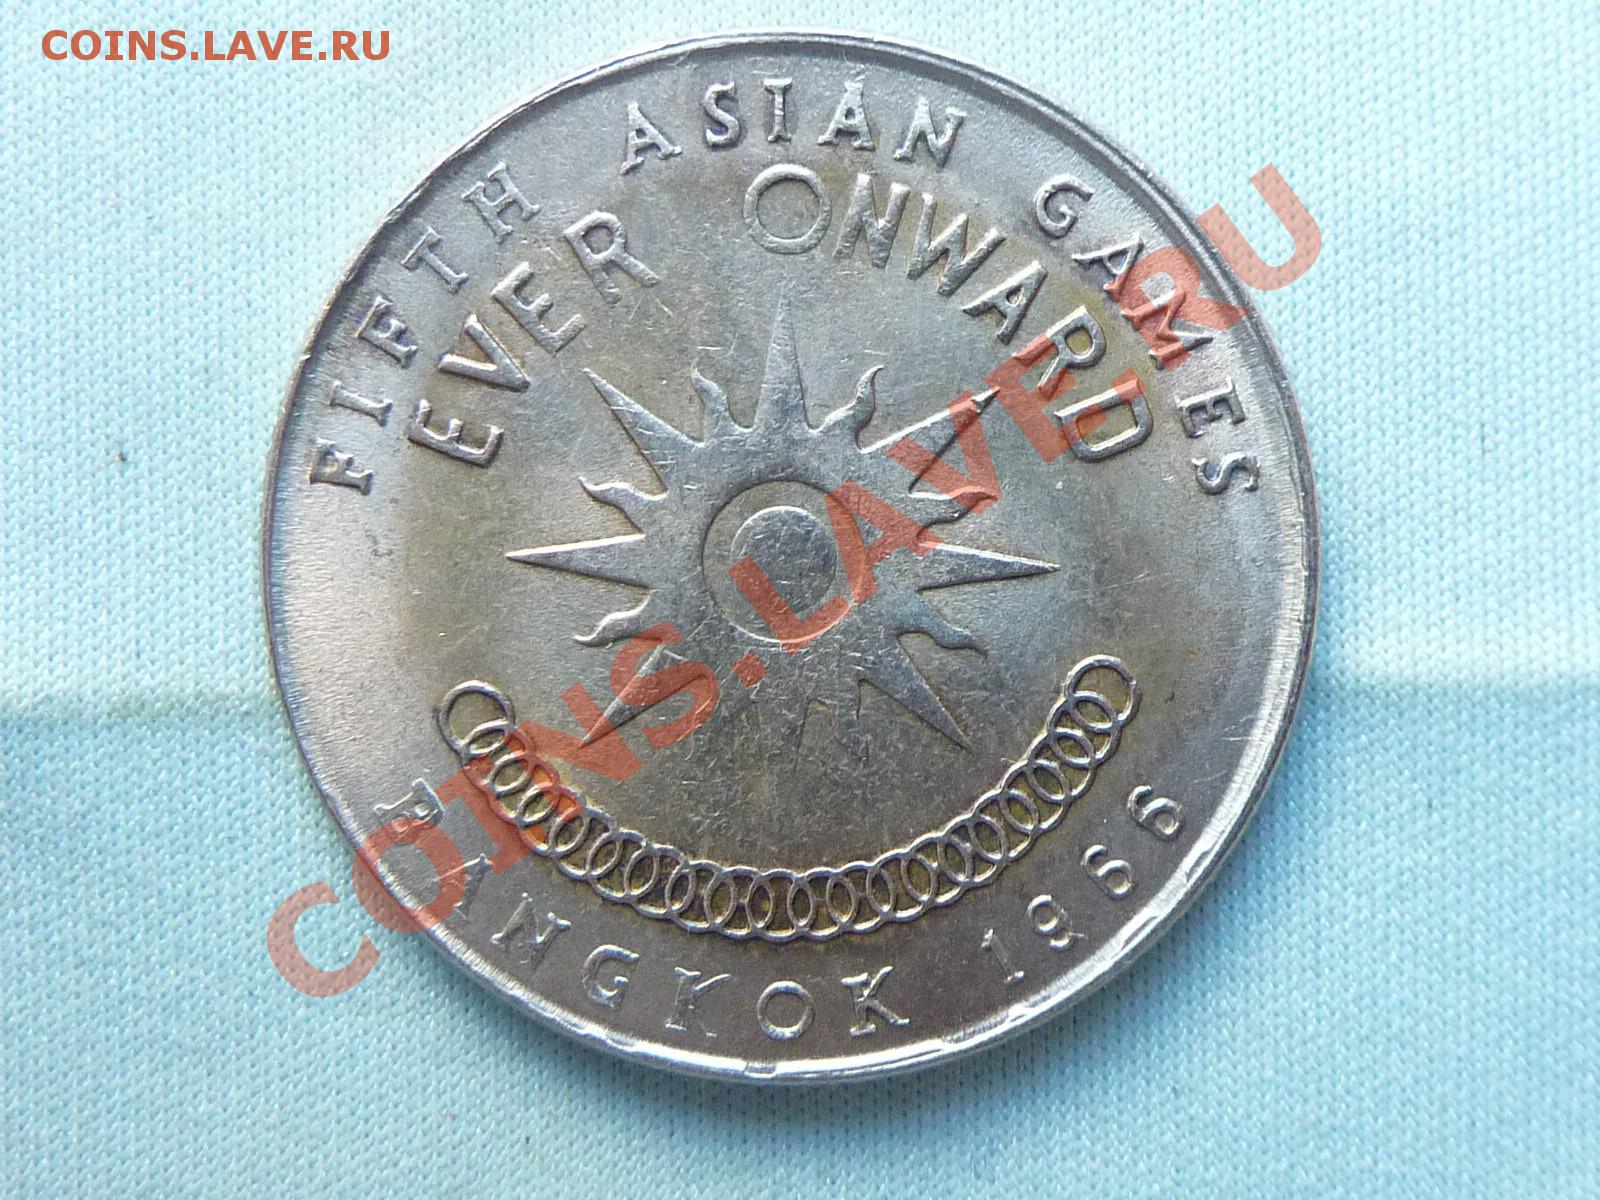 COINS.LAVE.RU
FIFTH ASIAN GAMES
EVER ONWARD
BANGKOK 1966
COINS.LAVE.RU